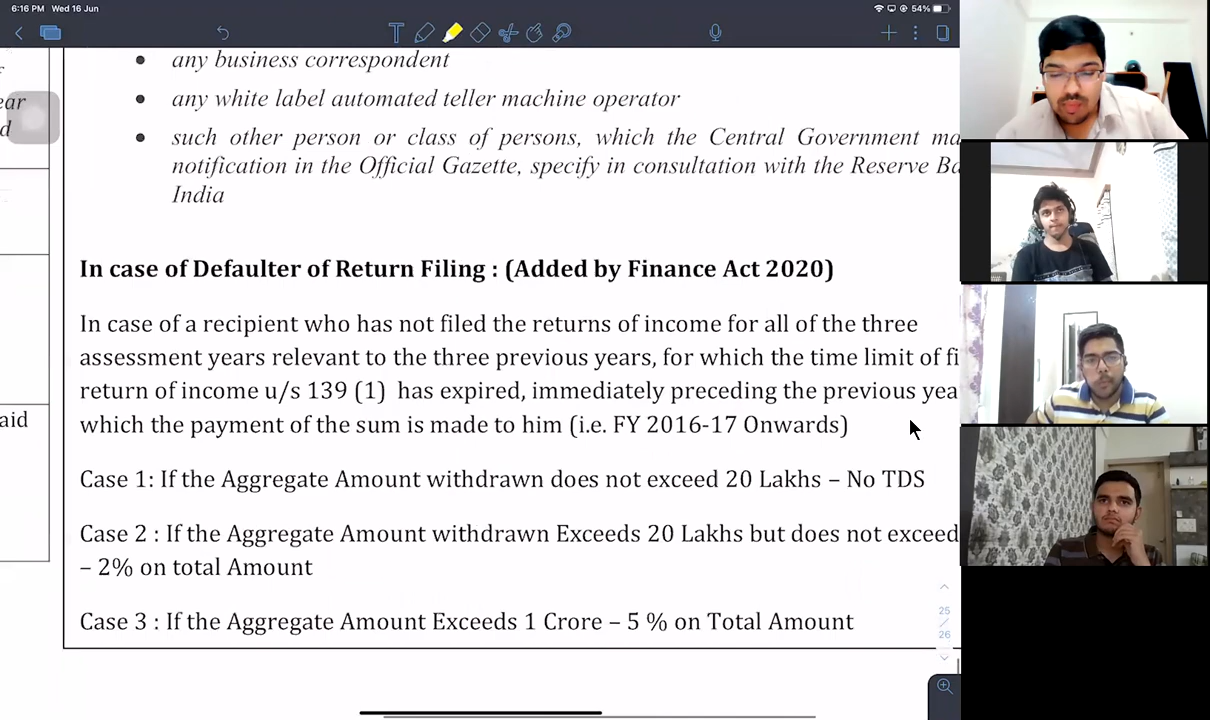 6:16 PM Wed 16 Jun
54%
T
any business correspondent
ear
any white label automated teller machine operator
d
such other person or class of persons, which the Central Government ma
notification in the Official Gazette, specify in consultation with the Reserve Ba
India
In case of Defaulter of Return Filing : (Added by Finance Act 2020)
In case of a recipient who has not filed the returns of income for all of the three
assessment years relevant to the three previous years, for which the time limit of fi
return of income u/s 139 (1) has expired, immediately preceding the previous yea
aid
which the payment of the sum is made to him (i.e. FY 2016-17 Onwards)
Case 1: If the Aggregate Amount withdrawn does not exceed 20 Lakhs – No TDS
Case 2 : If the Aggregate Amount withdrawn Exceeds 20 Lakhs but does not exceed
– 2% on total Amount
Case 3 : If the Aggregate Amount Exceeds 1 Crore – 5 % on Total Amount
25
/
26